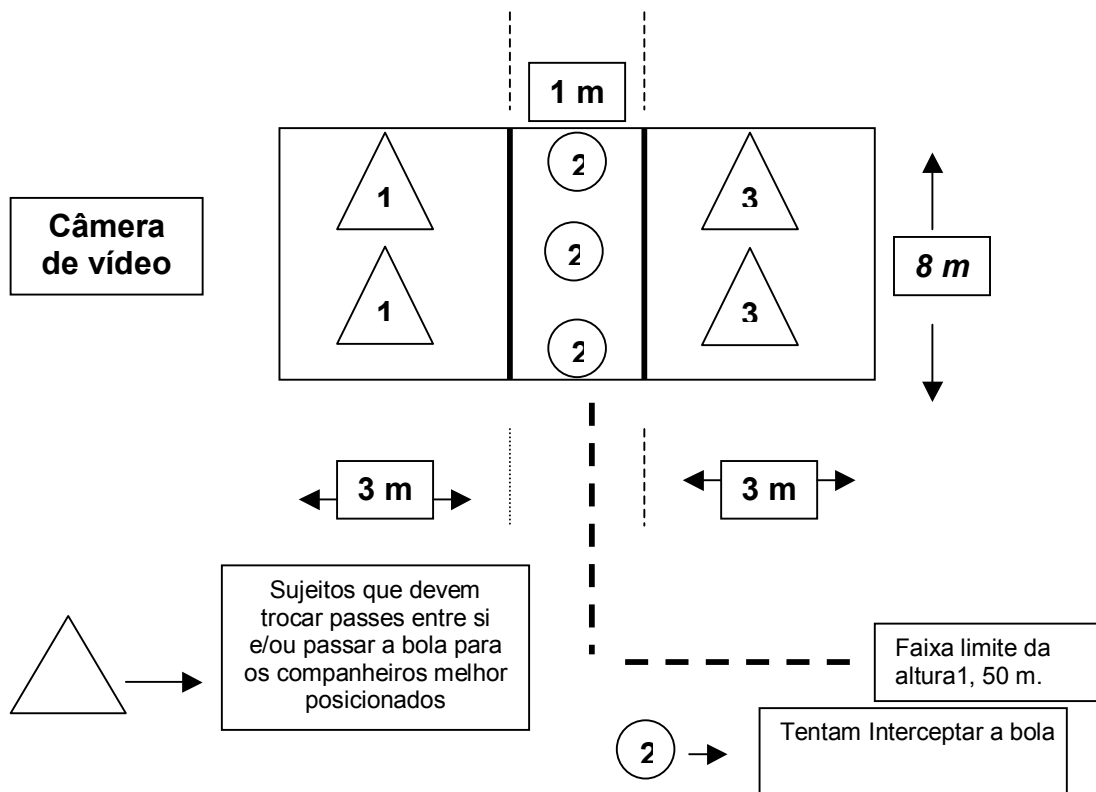 1 m
2
1
3
Câmera
de vídeo
2
8 m
1
3
2
3 m
3 m
Sujeitos que devem
trocar passes entre si
e/ou passar a bola para
os companheiros melhor
posicionados
Faixa limite da
altura1, 50 m.
2
Tentam Interceptar a bola